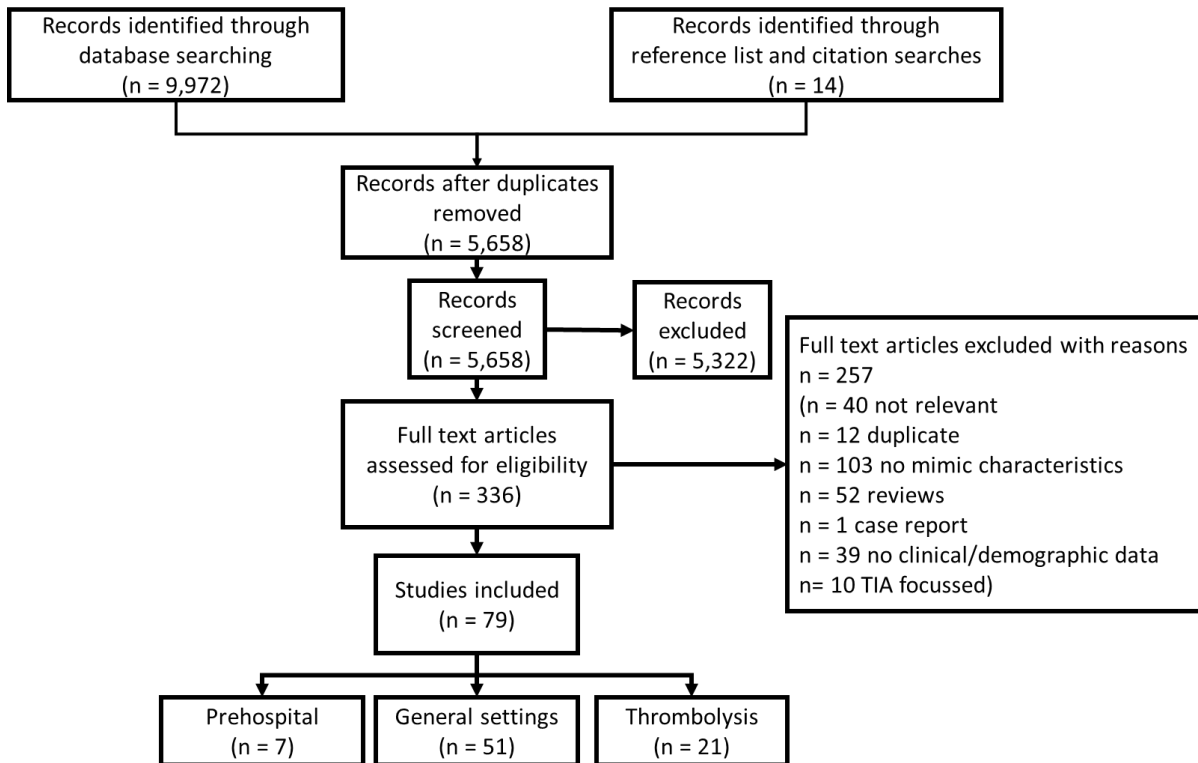 Records identified through
database searching
(n = 9,972)
Records identified through
reference list and citation searches
(n = 14)
Records after duplicates
removed
(n = 5,658)
Records
screened
(n = 5,658)
Records
excluded
(n = 5,322)
Full text articles
assessed for eligibility
(n = 336)
Full text articles excluded with reasons
n = 257
(n = 40 not relevant
n = 12 duplicate
n = 103 no mimic characteristics
n = 52 reviews
n = 1 case report
n = 39 no clinical/demographic data
n= 10 TIA focussed)
Studies included
(n = 79)
Prehospital
(n = 7)
General settings
(n = 51)
Thrombolysis
(n = 21)